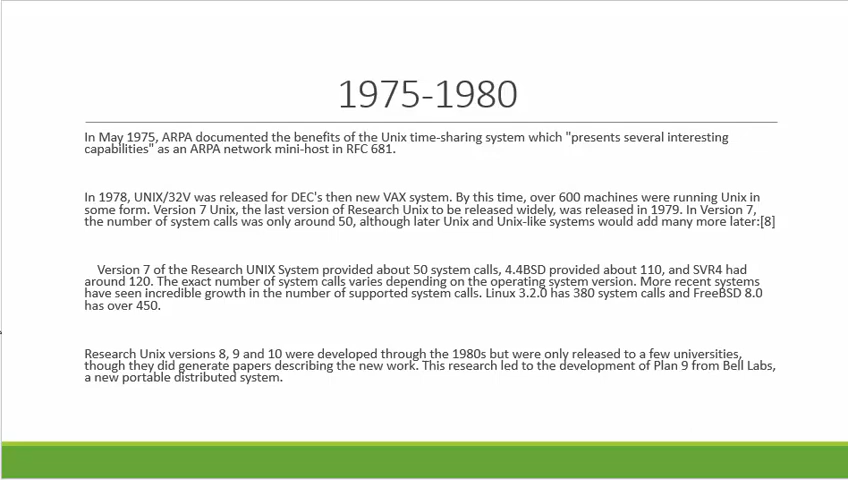 1975-1980
In May 1975, ARPA documented the benefits of the Unix time-sharing system which "presents several interesting
capabilities" as an ARPA network mini-host in RFC 681.
In 1978, UNIX/32V was released for DEC's then new VAX system. By this time, over 600 machines were running Unix in
some form. Version 7 Unix, the last version of Research Unix to be released widely, was released in 1979. In Version 7,
the number of system calls was only around 50, although later Unix and Unix-like systems would add many more later:[8]
Version 7 of the Research UNIX System provided about 50 system calls, 4.4BSD provided about 110, and SVR4 had
around 120. The exact number of system calls varies depending on the operating system version. More recent systems
have seen incredible growth in the number of supported system calls. Linux 3.2.0 has 380 system calls and FreeBSD 8.0
has over 450.
Research Unix versions 8, 9 and 10 were developed through the 1980s but were only released to a few universities,
though they did generate papers describing the new work. This research led to the development of Plan 9 from Bell Labs,
a new portable distributed system.